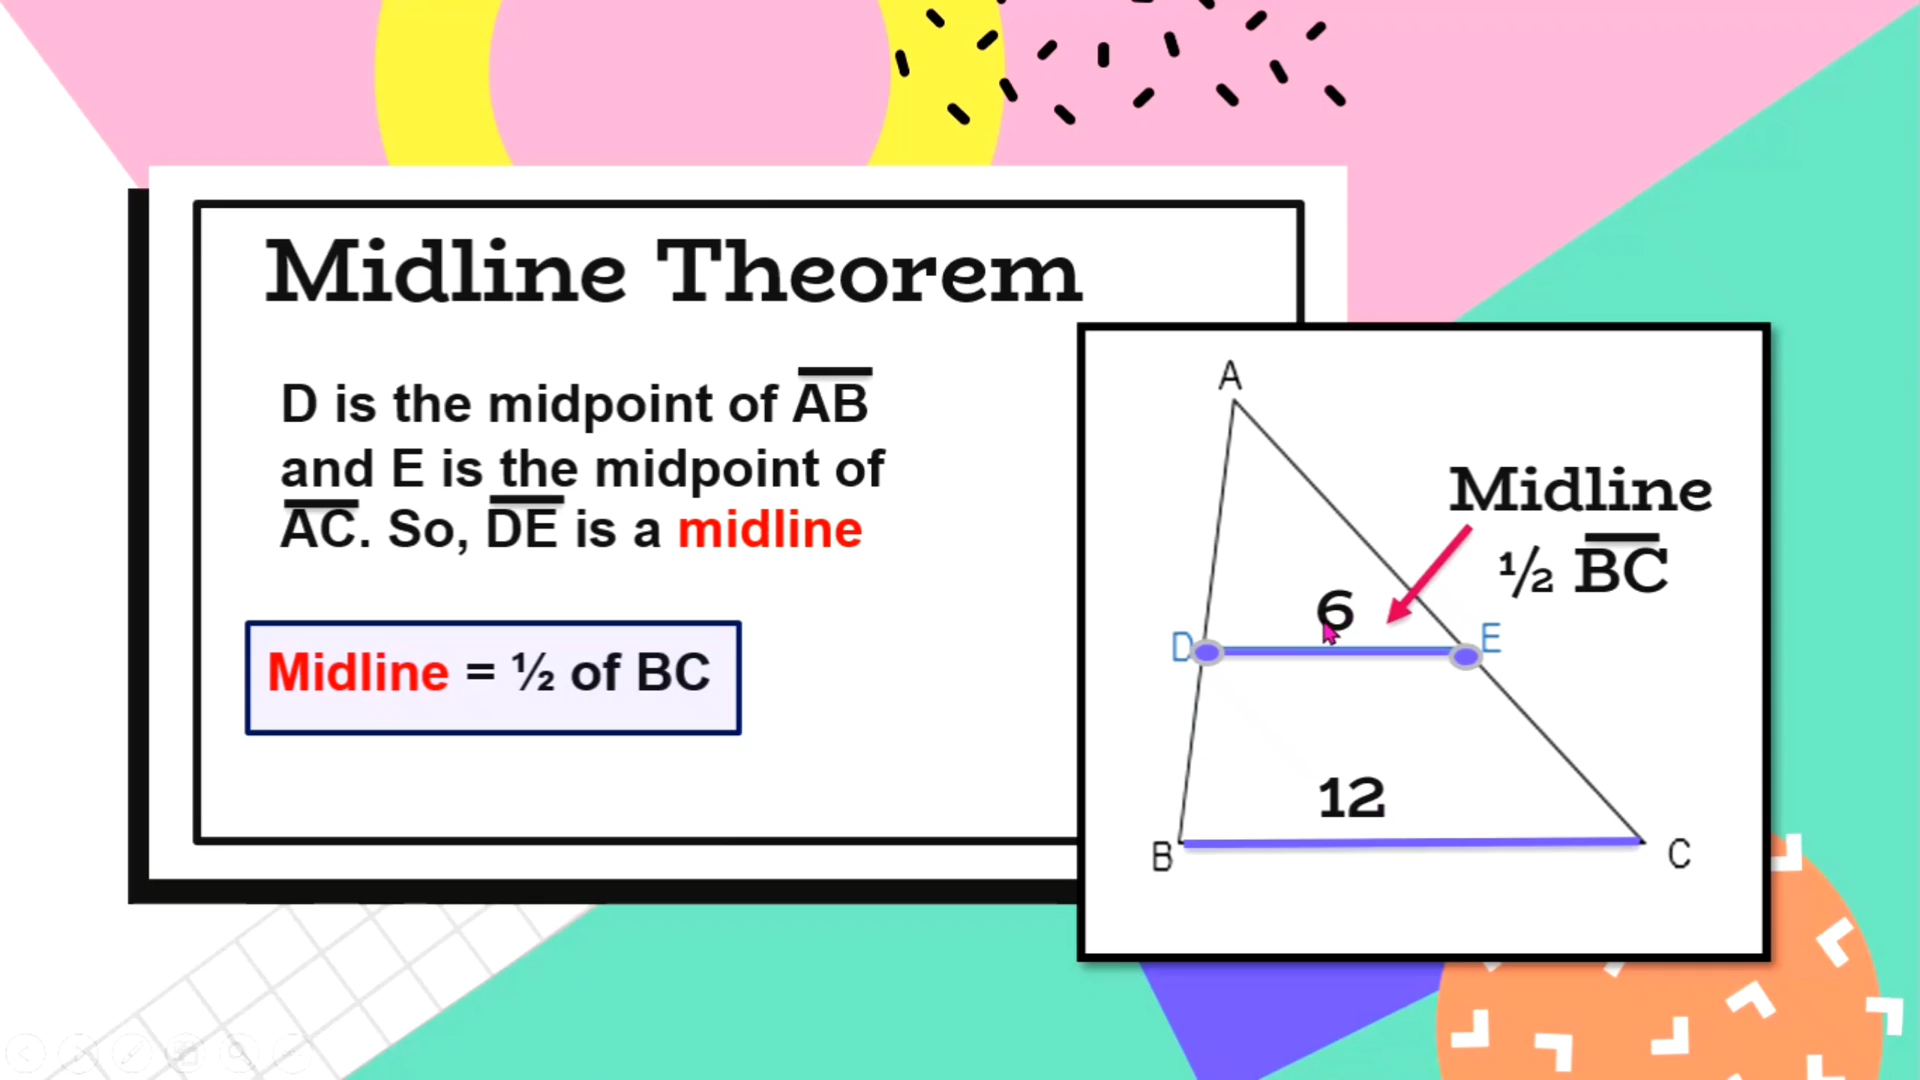 Midline Theorem
D is the midpoint of AB
and E is the midpoint of
AC. So, DE is a midline
Midline = ½ of BC
A
Midline
½ BC
6
D
E
12
B
C